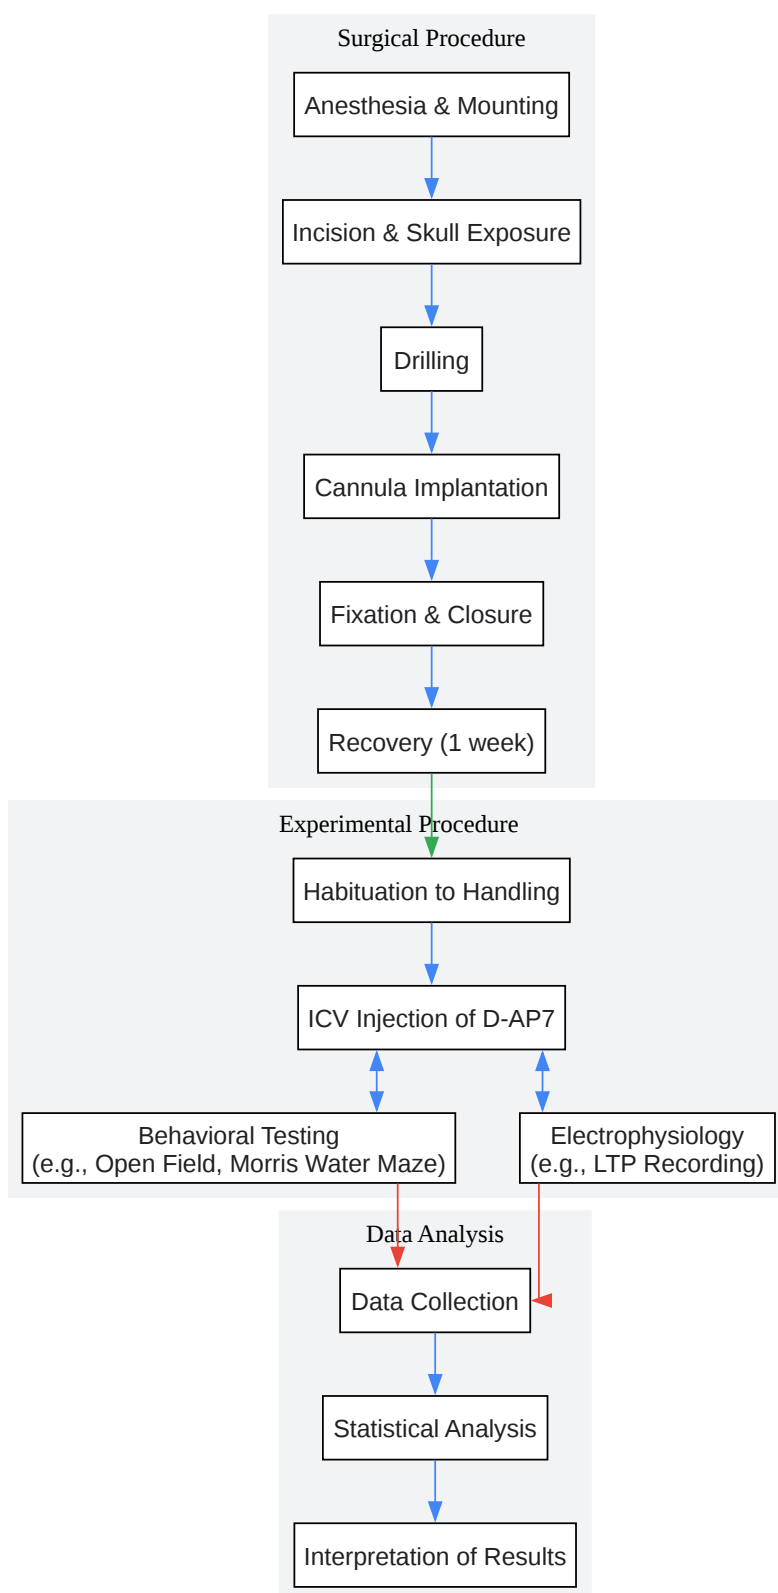 Surgical Procedure
Anesthesia & Mounting
Incision & Skull Exposure
Drilling
Cannula Implantation
Fixation & Closure
Recovery (1 week)
Experimental Procedure
Habituation to Handling
ICV Injection of D-AP7
Behavioral Testing
(e.g., Open Field, Morris Water Maze)
Electrophysiology
(e.g., LTP Recording)
Data Analysis
Data Collection
Statistical Analysis
Interpretation of Results